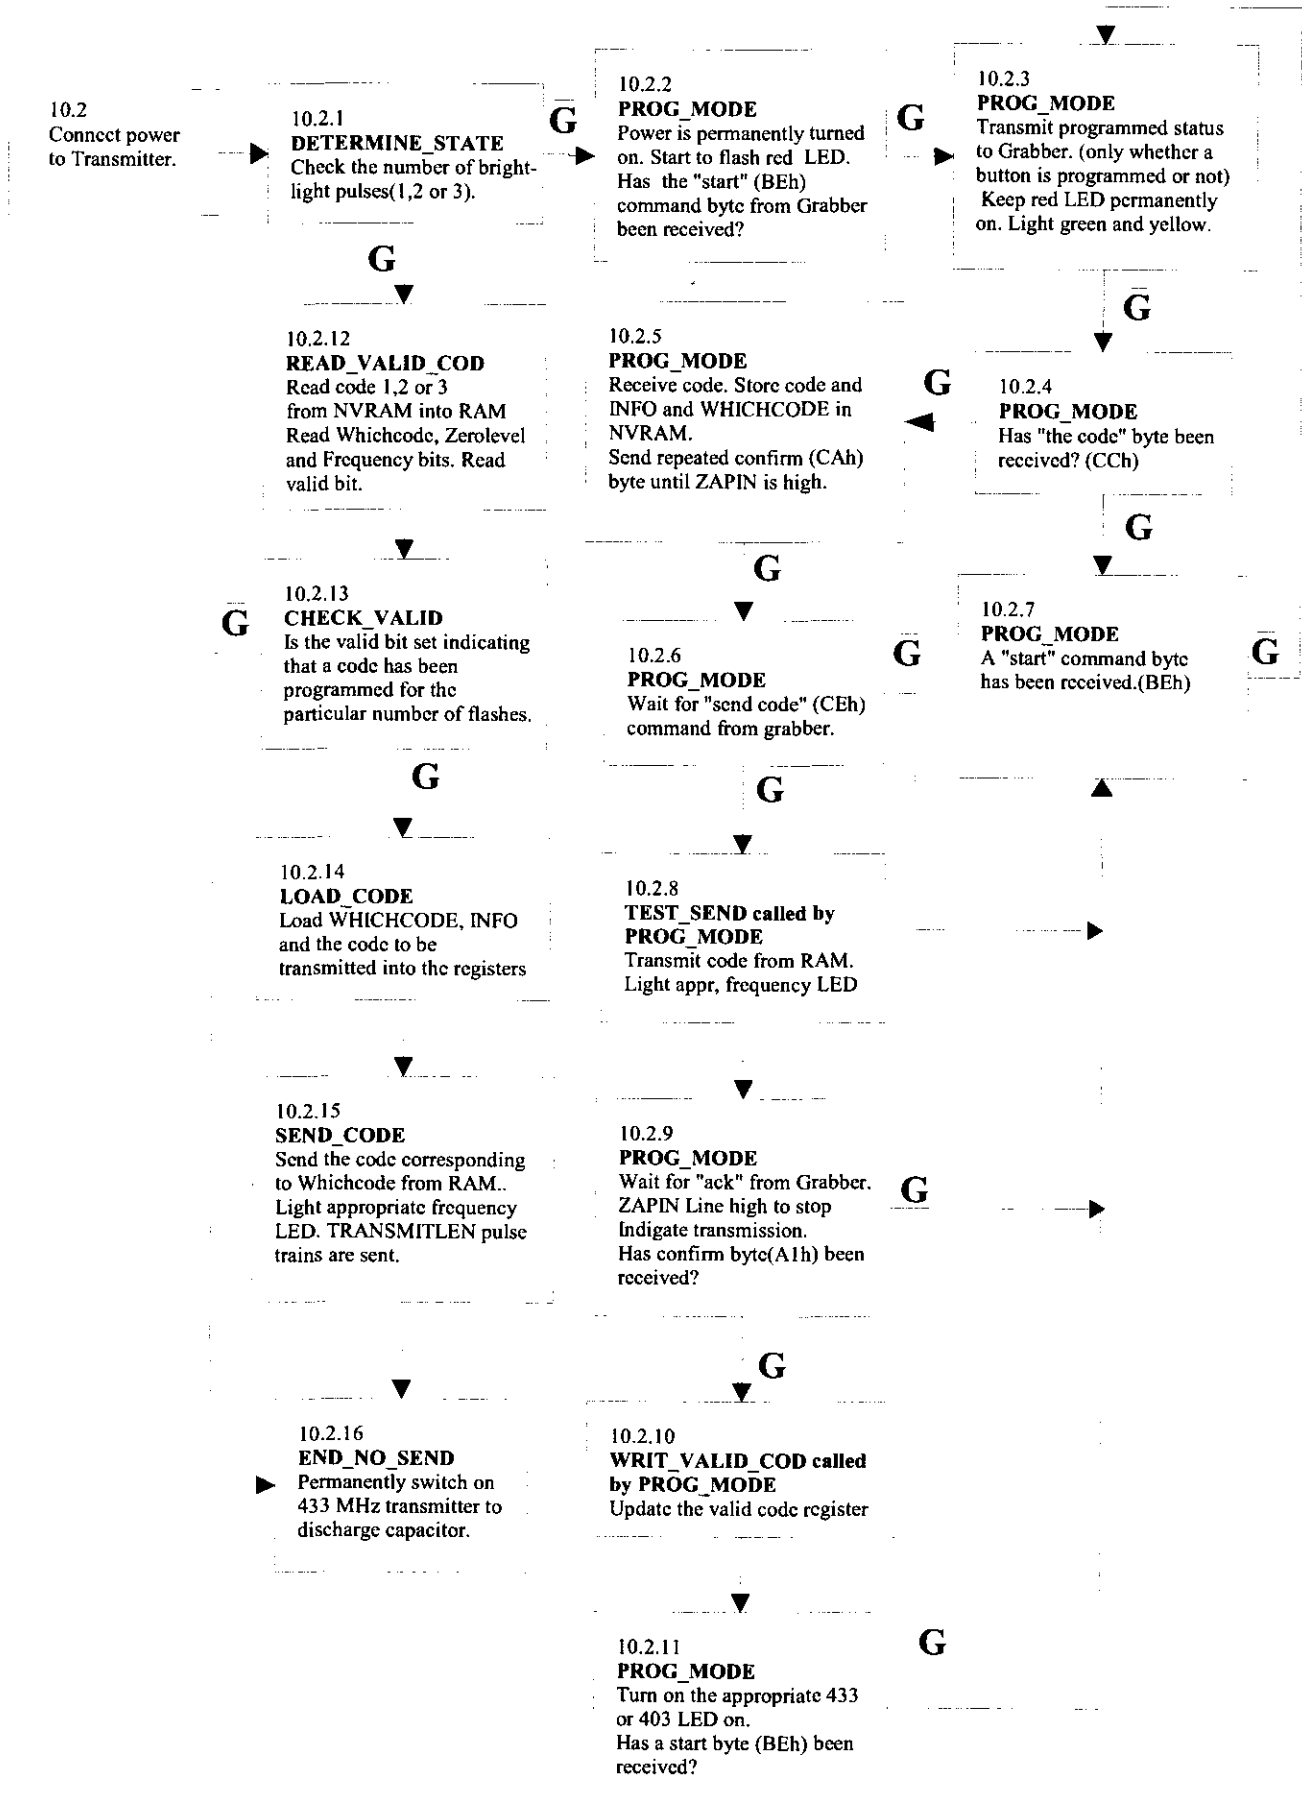 10.2
Connect power
to Transmitter.
10.2.1
DETERMINE_STATE
Check the number of bright-
light pulses(1,2 or 3).
G̅
10.2.2
PROG_MODE
Power is permanently turned
on. Start to flash red LED.
Has the "start" (BEh)
command byte from Grabber
been received?
G
10.2.3
PROG_MODE
Transmit programmed status
to Grabber. (only whether a
button is programmed or not)
Keep red LED permanently
on. Light green and yellow.
G
G̅
10.2.12
READ_VALID_COD
Read code 1,2 or 3
from NVRAM into RAM
Read Whichcode, Zerolevel
and Frequency bits. Read
valid bit.
10.2.5
PROG_MODE
Receive code. Store code and
INFO and WHICHCODE in
NVRAM.
Send repeated confirm (CAh)
byte until ZAPIN is high.
G
10.2.4
PROG_MODE
Has "the code" byte been
received? (CCh)
G
G
G̅
10.2.13
CHECK_VALID
Is the valid bit set indicating
that a code has been
programmed for the
particular number of flashes.
10.2.6
PROG_MODE
Wait for "send code" (CEh)
command from grabber.
G̅
10.2.7
PROG_MODE
A "start" command byte
has been received.(BEh)
G̅
G
G
10.2.14
LOAD_CODE
Load WHICHCODE, INFO
and the code to be
transmitted into the registers
10.2.8
TEST_SEND called by
PROG_MODE
Transmit code from RAM.
Light appr, frequency LED
10.2.15
SEND_CODE
Send the code corresponding
to Whichcode from RAM..
Light appropriate frequency
LED. TRANSMITLEN pulse
trains are sent.
10.2.9
PROG_MODE
Wait for "ack" from Grabber.
ZAPIN Line high to stop
Indigate transmission.
Has confirm byte(A1h) been
received?
G
G
10.2.16
END_NO_SEND
Permanently switch on
433 MHz transmitter to
discharge capacitor.
10.2.10
WRIT_VALID_COD called
by PROG_MODE
Update the valid code register
10.2.11
PROG_MODE
Turn on the appropriate 433
or 403 LED on.
Has a start byte (BEh) been
received?
G